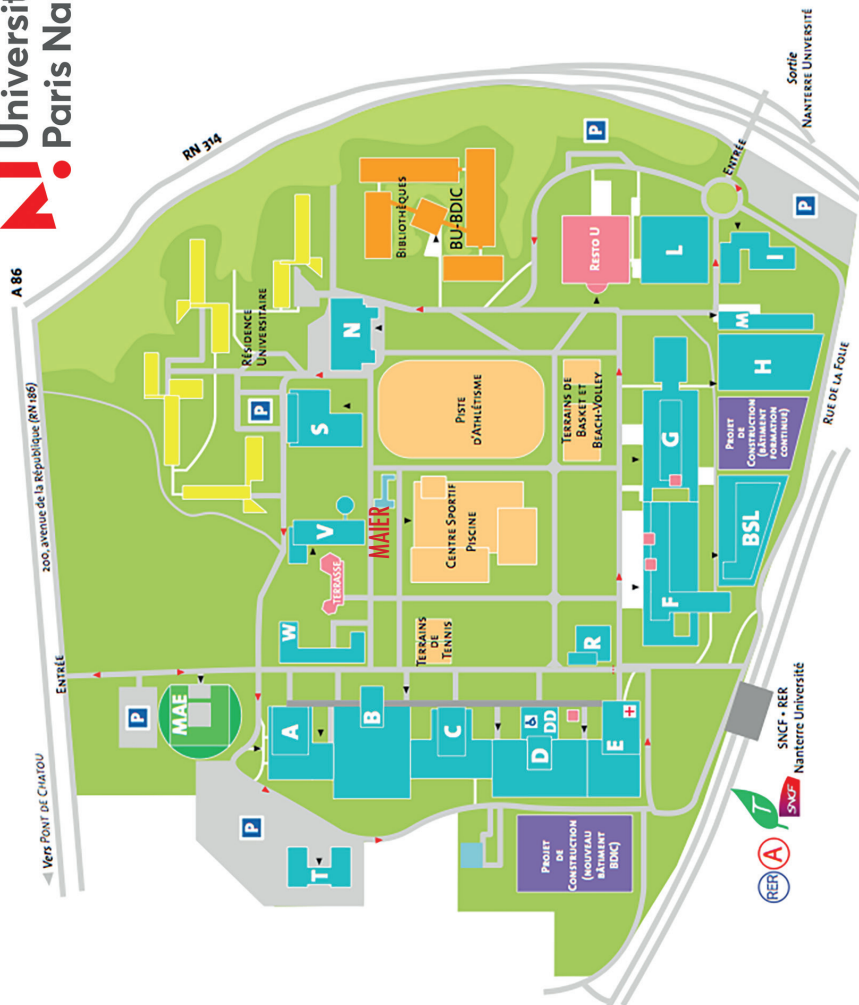 Universit
Paris Na
A 86
RN 314
200, avenue de la République (RN 186)
Vers PONT DE CHATOU
ENTRÉE
P
MAE
P
T
RÉSIDENCE
UNIVERSITAIRE
P
BIBLIOTHÈQUES
BU-BDIC
P
Sortie
NANTERRE UNIVERSITÉ
ENTRÉE
P
N
S
V
MAIER
TERRASSE
W
PISTE
D'ATHLÉTISME
TERRAINS DE
BASKET ET
BEACH-VOLLEY
CENTRE SPORTIF
PISCINE
TERRAINS
DE
TENNIS
RESTO U
L
I
M
H
G
F
R
BSL
PROJET
DE
CONSTRUCTION
(BÂTIMENT
FORMATION
CONTINUE)
RUE DE LA FOLIE
A
B
C
D
DD
E
PROJET
DE
CONSTRUCTION
(NOUVEAU
BÂTIMENT
BDIC)
SNCF • RER
Nanterre Université
RER
A
T
SNCF